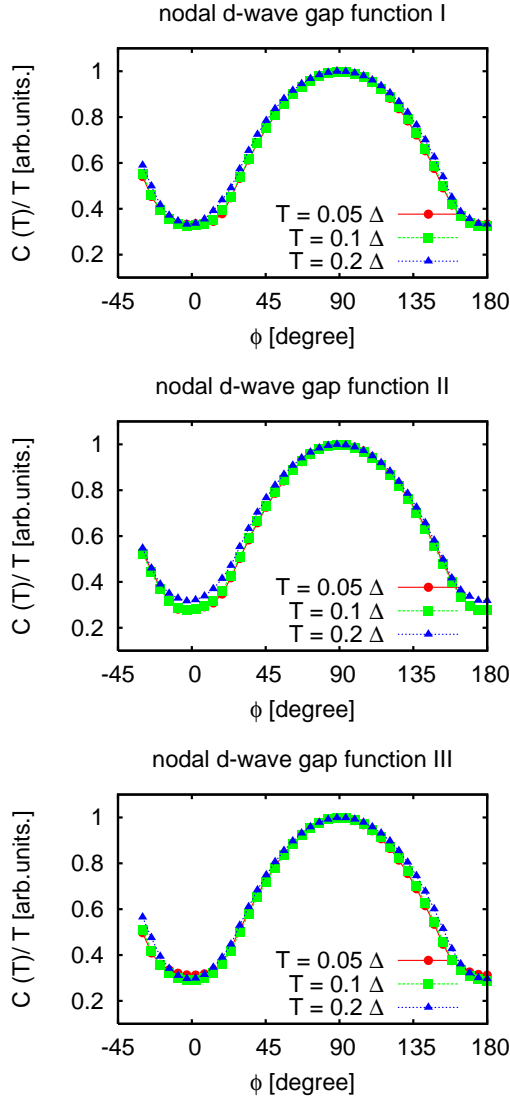 nodal d-wave gap function I
C (T)/ T [arb.units.]
1
0.8
0.6
0.4
0.2
T = 0.05 Δ
T = 0.1 Δ
T = 0.2 Δ
-45 0 45 90 135 180
ϕ [degree]
nodal d-wave gap function II
C (T)/ T [arb.units.]
1
0.8
0.6
0.4
0.2
T = 0.05 Δ
T = 0.1 Δ
T = 0.2 Δ
-45 0 45 90 135 180
ϕ [degree]
nodal d-wave gap function III
C (T)/ T [arb.units.]
1
0.8
0.6
0.4
0.2
T = 0.05 Δ
T = 0.1 Δ
T = 0.2 Δ
-45 0 45 90 135 180
ϕ [degree]